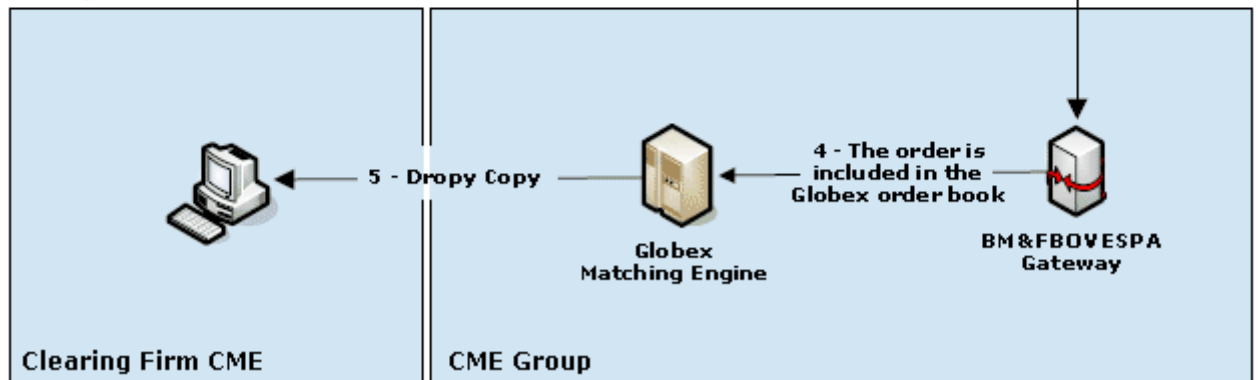 4 - The order is
included in the
Globex order book
5 - Dropy Copy
Globex
Matching Engine
BM&FBOVESPA
Gateway
Clearing Firm CME
CME Group